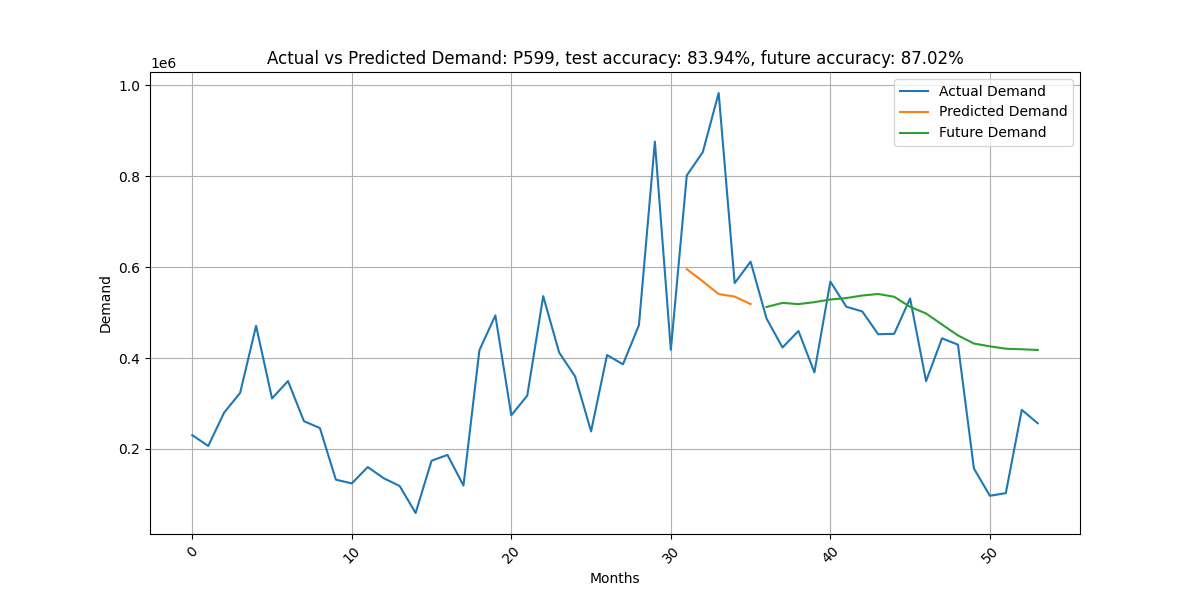 Actual vs Predicted Demand: P599, test accuracy: 83.94%, future accuracy: 87.02%
1e6
1.0
0.8
0.6
0.4
0.2
Demand
Actual Demand
Predicted Demand
Future Demand
0
10
20
30
40
50
Months